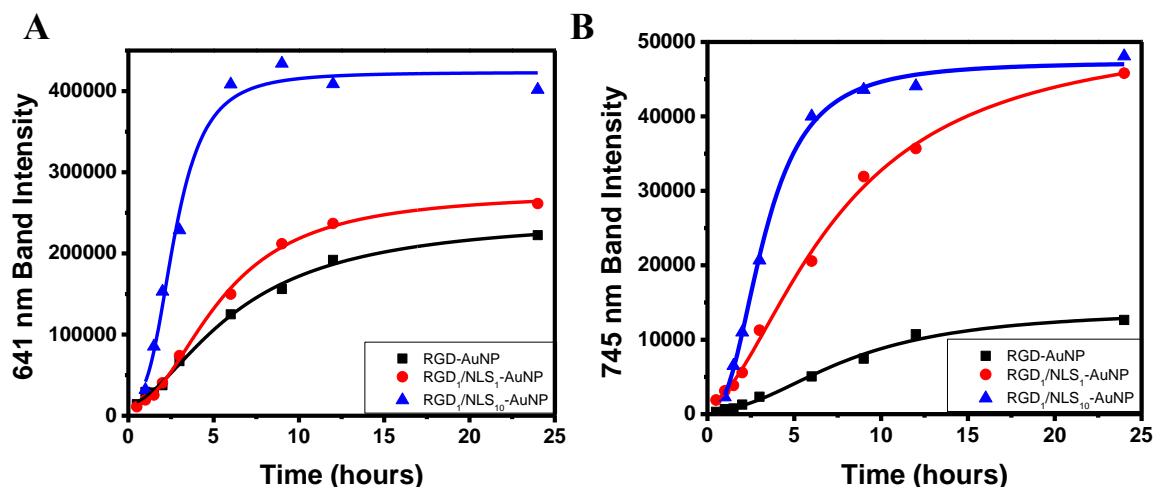 A
641 nm Band Intensity
400000
300000
200000
100000
0
0 5 10 15 20 25
Time (hours)
RGD-AuNP
RGD₁/NLS₁-AuNP
RGD₁/NLS₁₀-AuNP
B
745 nm Band Intensity
50000
40000
30000
20000
10000
0
0 5 10 15 20 25
Time (hours)
RGD-AuNP
RGD₁/NLS₁-AuNP
RGD₁/NLS₁₀-AuNP